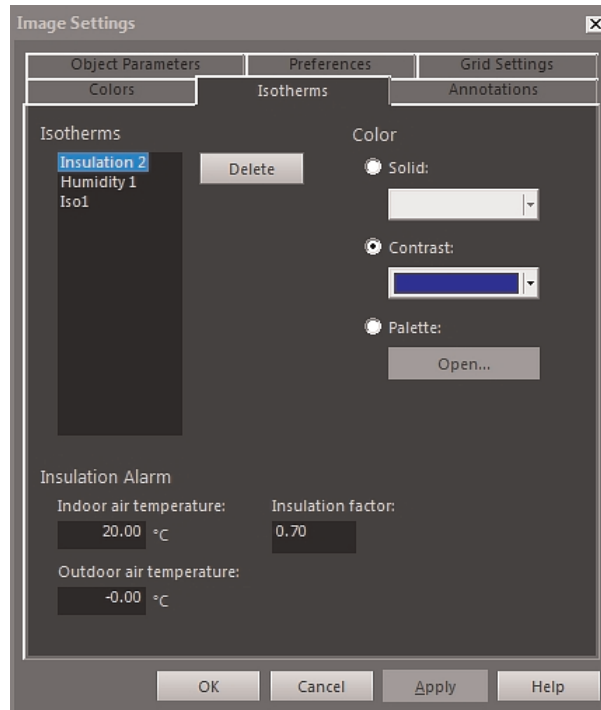 Image Settings
Object Parameters Preferences Grid Settings
Colors Isotherms Annotations
Isotherms
Color
Insulation 2
Humidity 1
Iso1
Delete
Solid:
Contrast:
Palette:
Open...
Insulation Alarm
Indoor air temperature:
Insulation factor:
20.00 °C
0.70
Outdoor air temperature:
-0.00 °C
OK Cancel Apply Help